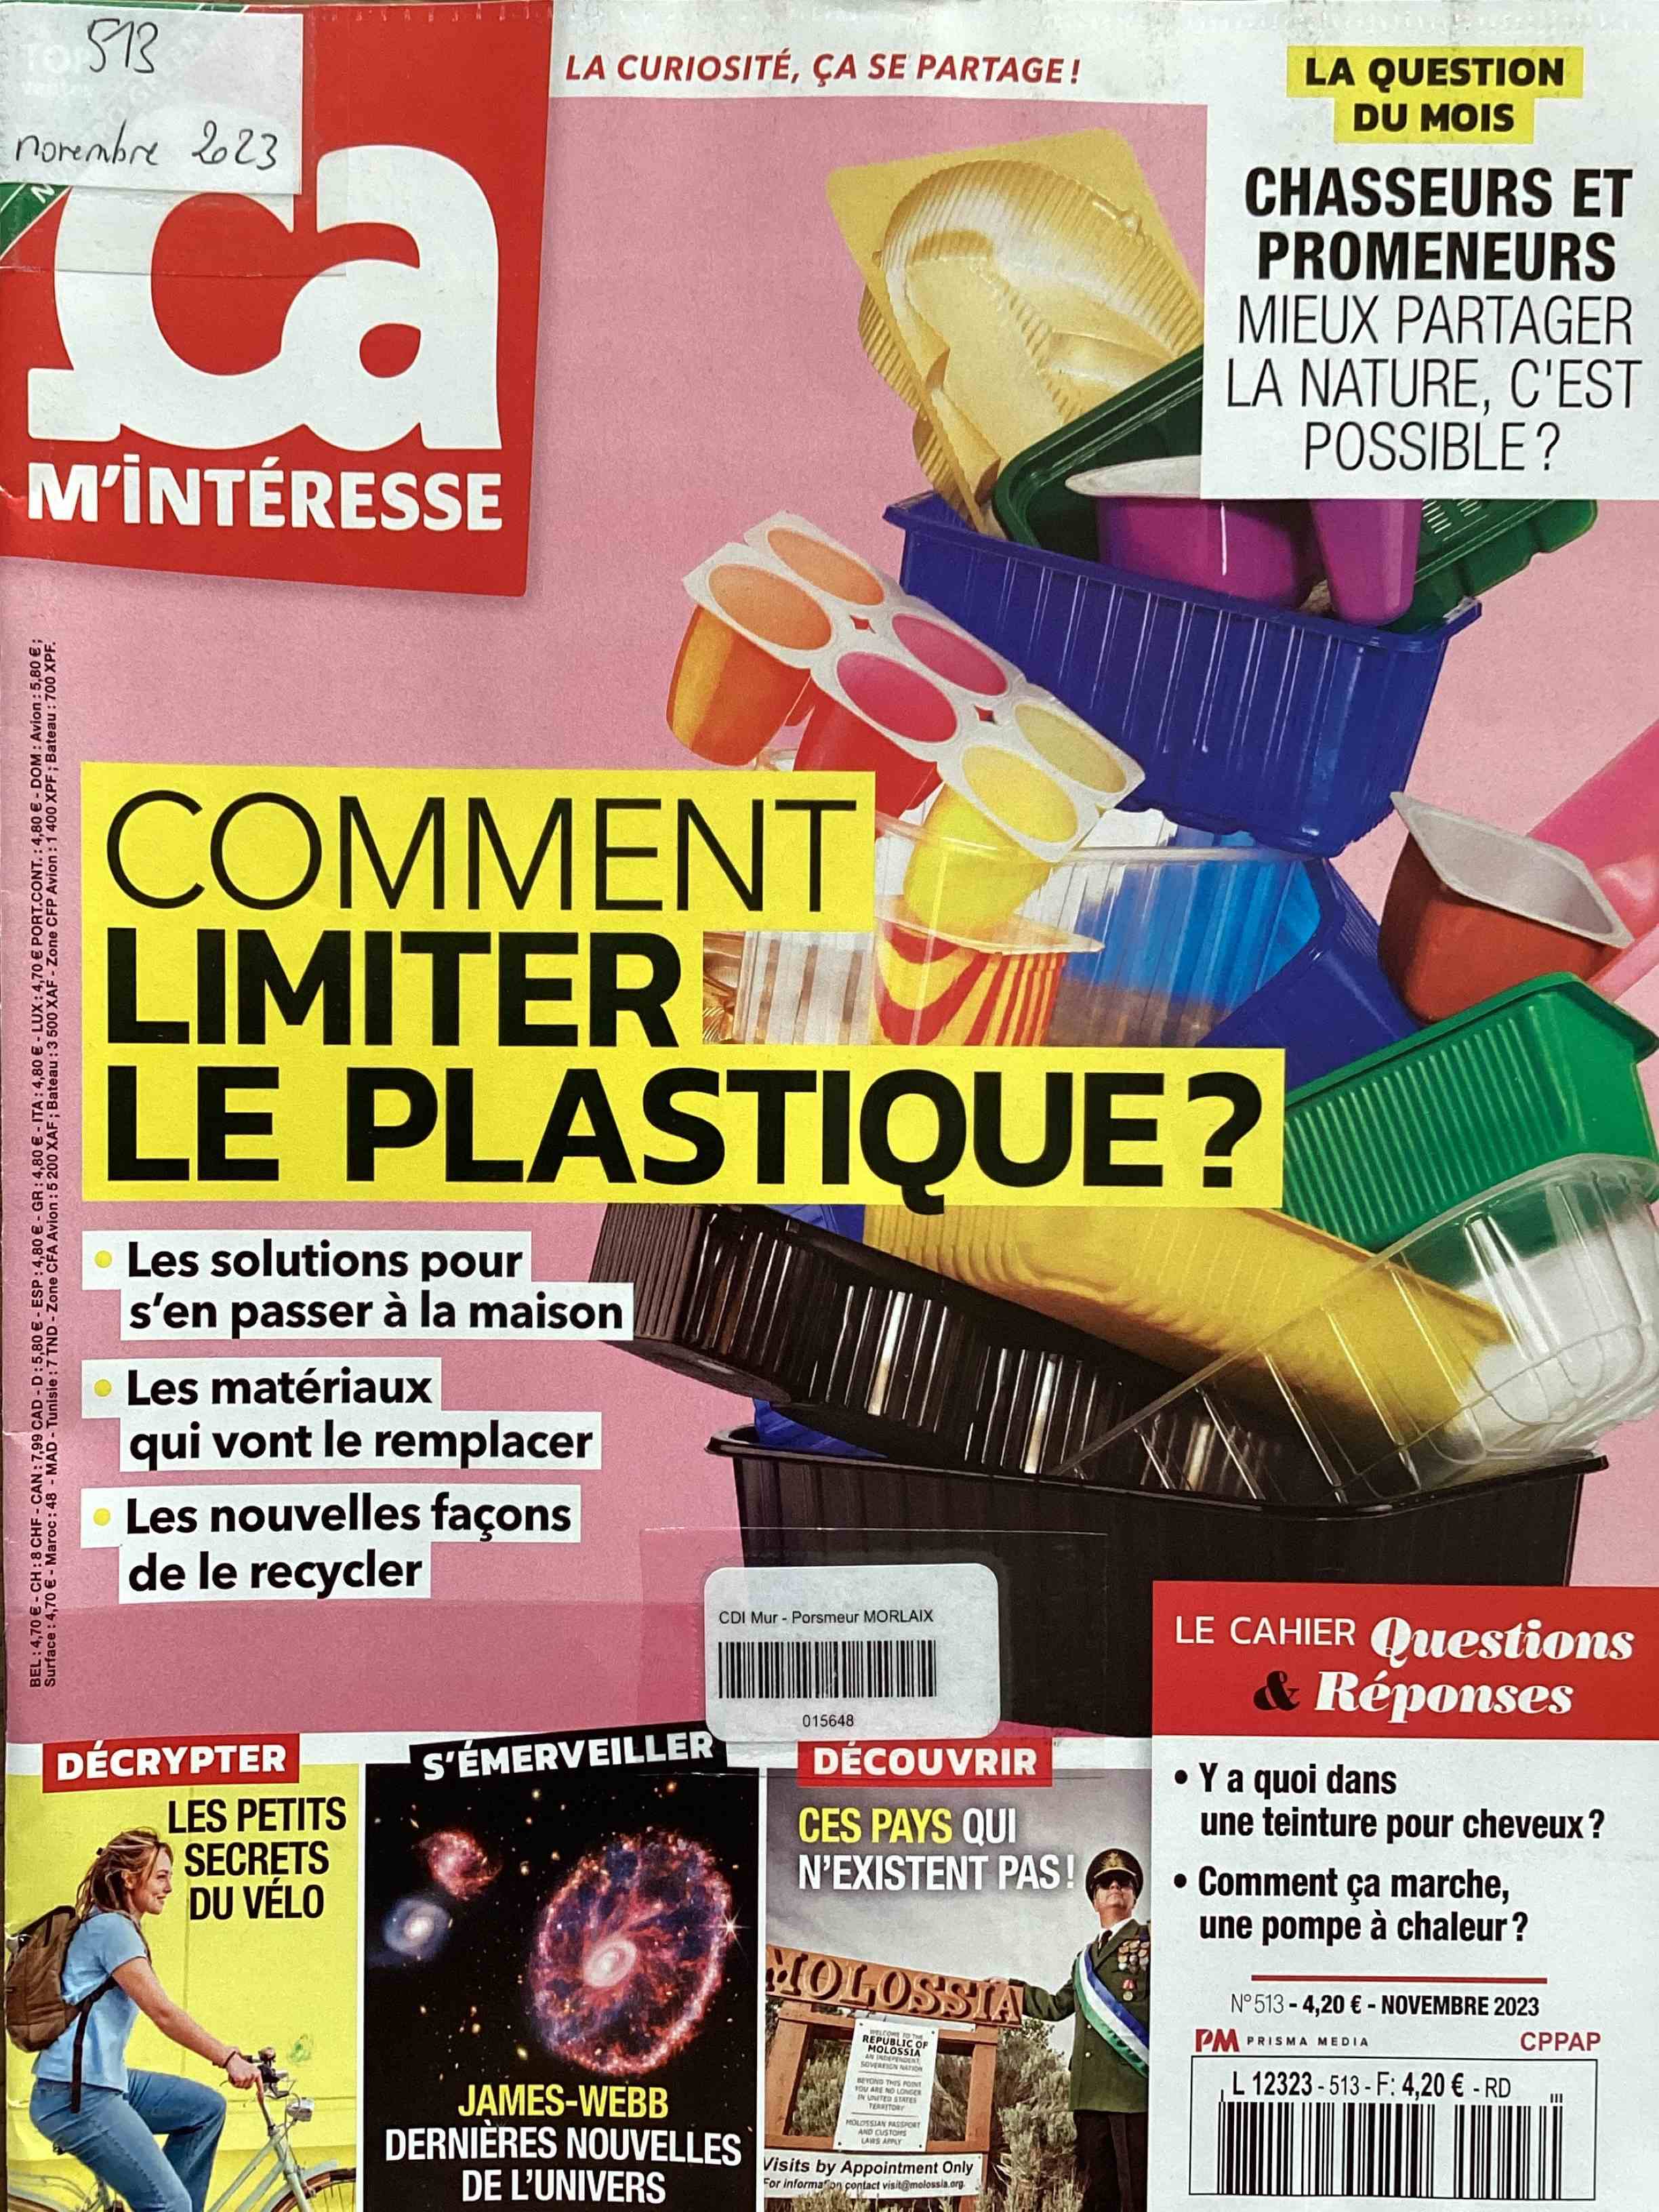 513
novembre 2023
ça
M'INTÉRESSE
LA CURIOSITÉ, ÇA SE PARTAGE !
LA QUESTION
DU MOIS
CHASSEURS ET
PROMENEURS
MIEUX PARTAGER
LA NATURE, C'EST
POSSIBLE ?
COMMENT
LIMITER
LE PLASTIQUE ?
• Les solutions pour
s'en passer à la maison
• Les matériaux
qui vont le remplacer
• Les nouvelles façons
de le recycler
BEL : 4,70 € - CH : 8 CHF - CAN : 7,99 CAD - D : 5,80 € - ESP : 4,80 € - GR : 4,80 € - ITA : 4,80 € - LUX : 4,70 € PORT.CONT. : 4,80 € - DOM : Avion : 5,80 € ;
Surface : 4,70 € - Maroc : 48 - MAD - Tunisie : 7 TND - Zone CFA Avion : 5 200 XAF ; Bateau : 3 500 XAF - Zone CFP Avion : 1 400 XPF ; Bateau : 700 XPF.
CDI Mur - Porsmeur MORLAIX
015648
DÉCRYPTER
LES PETITS
SECRETS
DU VÉLO
S'ÉMERVEILLER
JAMES-WEBB
DERNIÈRES NOUVELLES
DE L'UNIVERS
DÉCOUVRIR
CES PAYS QUI
N'EXISTENT PAS !
MOLOSSIA
WELCOME TO THE
REPUBLIC OF
MOLOSSIA
AN INDEPENDENT,
SOVEREIGN NATION
BEYOND THIS POINT
YOU ARE NO LONGER
IN UNITED STATES
TERRITORY
MOLOSSIAN PASSPORT
AND CUSTOMS
LAWS APPLY
Visits by Appointment Only
For information contact visit@molossia.org.
LE CAHIER Questions
& Réponses
• Y a quoi dans
une teinture pour cheveux ?
• Comment ça marche,
une pompe à chaleur ?
N° 513 - 4,20 € - NOVEMBRE 2023
PM PRISMA MEDIA
CPPAP
L 12323 - 513 - F: 4,20 € - RD